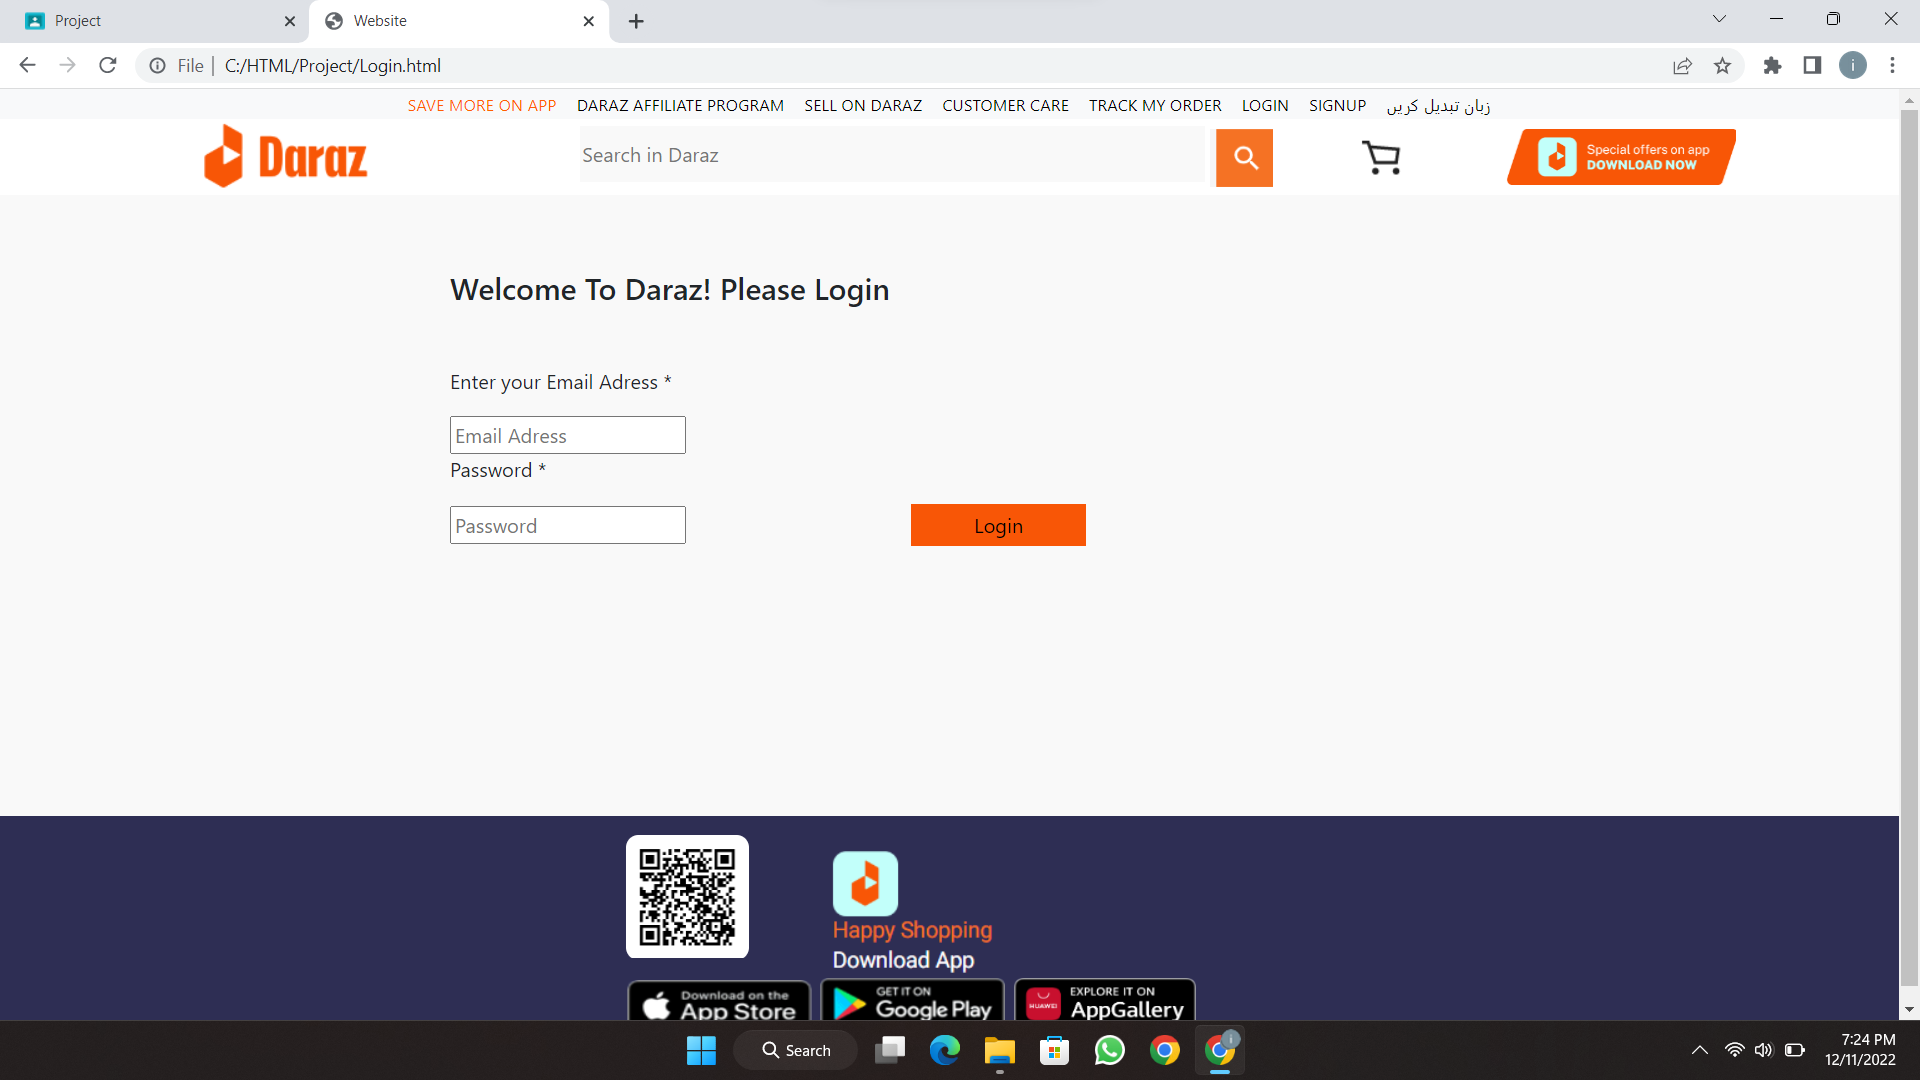 Project
Website
File
C:/HTML/Project/Login.html
i
SAVE MORE ON APP DARAZ AFFILIATE PROGRAM SELL ON DARAZ CUSTOMER CARE TRACK MY ORDER LOGIN SIGNUP زبان تبدیل کریں
Daraz
Search in Daraz
Special offers on app
DOWNLOAD NOW
Welcome To Daraz! Please Login
Enter your Email Adress *
Email Adress
Password *
Password
Login
Happy Shopping
Download App
Download on the
App Store
GET IT ON
Google Play
HUAWEI
EXPLORE IT ON
AppGallery
Search
7:24 PM
12/11/2022